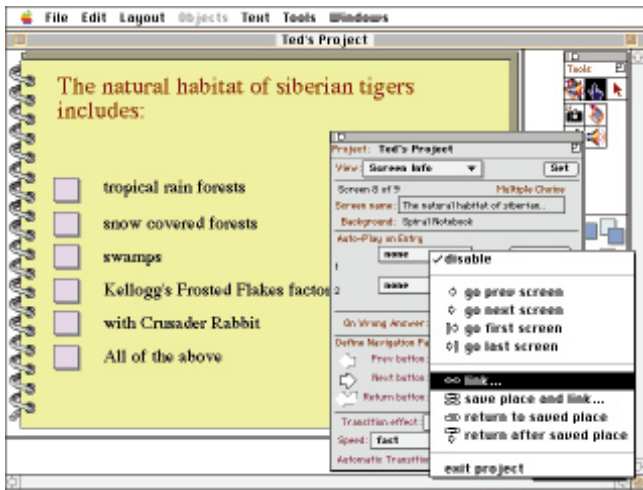 File Edit Layout Objects Text Tools Windows
Ted's Project
The natural habitat of siberian tigers
includes:
tropical rain forests
snow covered forests
swamps
Kellogg's Frosted Flakes factor
with Crusader Rabbit
All of the above
Tools
Project: Ted's Project
View: Screen Info
Set
Screen 8 of 9 Multiple Choice
Screen name: The natural habitat of siberian...
Background: Spiral Notebook
Auto-Play on Entry
1 none
2 none
On Wrong Answer:
Define Navigation Pa
Prev button:
Next button:
Return button:
Transition effect:
Speed: fast
Automatic Transition
✓ disable
go prev screen
go next screen
go first screen
go last screen
link...
save place and link...
return to saved place
return after saved place
exit project